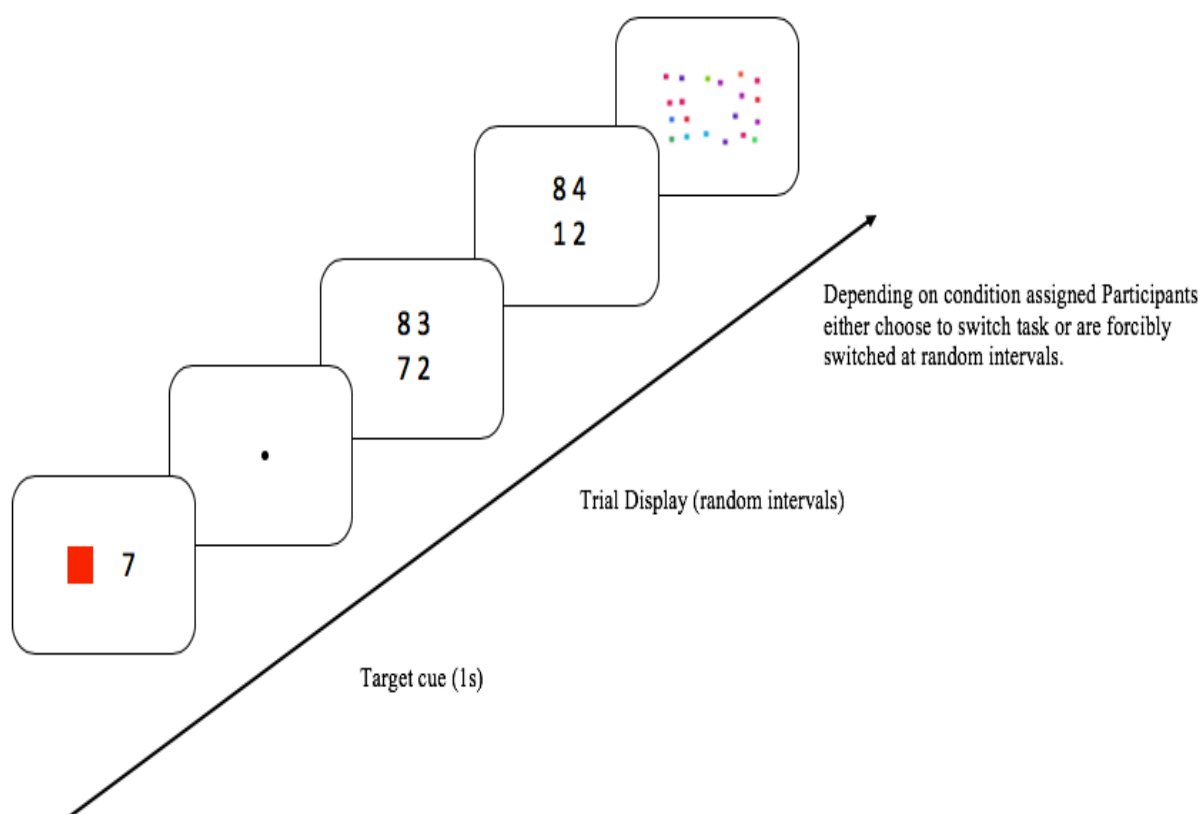 8 4
1 2
8 3
7 2
7
Depending on condition assigned Participants
either choose to switch task or are forcibly
switched at random intervals.
Trial Display (random intervals)
Target cue (1s)